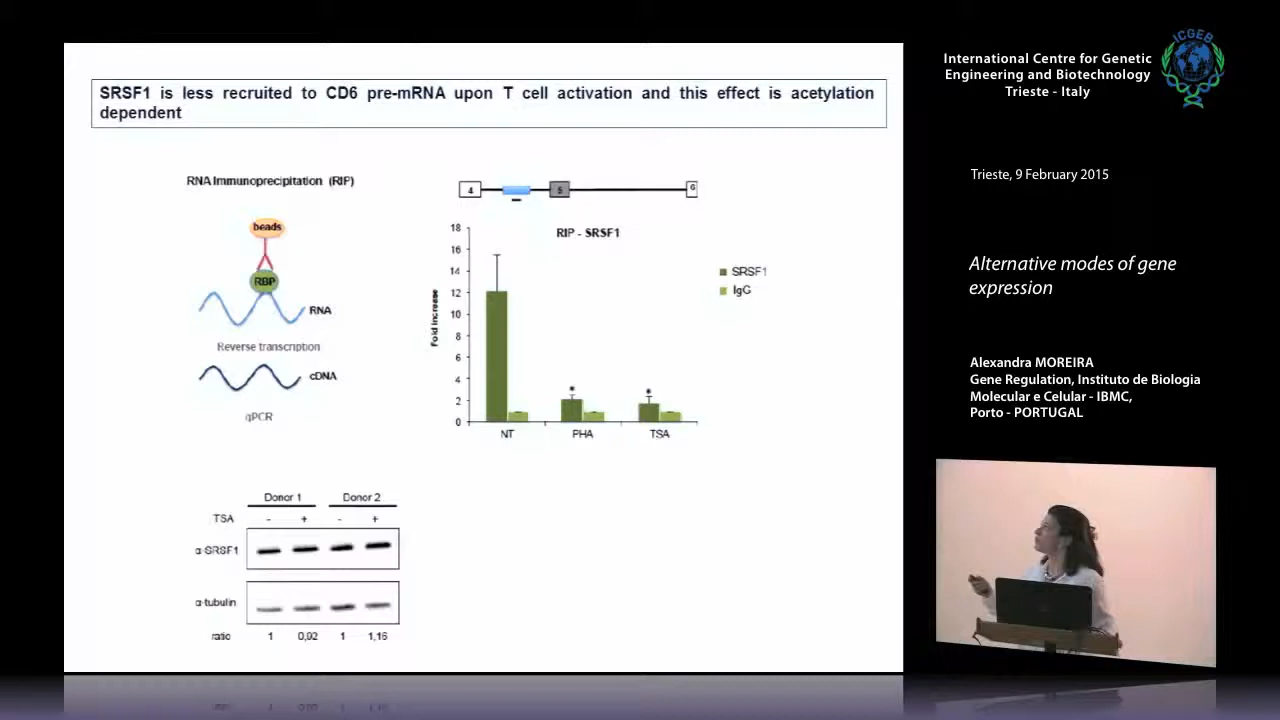 SRSF1 is less recruited to CD6 pre-mRNA upon T cell activation and this effect is acetylation
dependent
RNA Immunoprecipitation (RIP)
beads
RBP
RNA
Reverse transcription
cDNA
qPCR
4
5
6
RIP - SRSF1
Fold increase
18
16
14
12
10
8
6
4
2
0
*
*
NT
PHA
TSA
SRSF1
IgG
Donor 1
Donor 2
TSA
-
+
-
+
α-SRSF1
α-tubulin
ratio
1
0,92
1
1,16
ICGEB
International Centre for Genetic
Engineering and Biotechnology
Trieste - Italy
Trieste, 9 February 2015
Alternative modes of gene
expression
Alexandra MOREIRA
Gene Regulation, Instituto de Biologia
Molecular e Celular - IBMC,
Porto - PORTUGAL